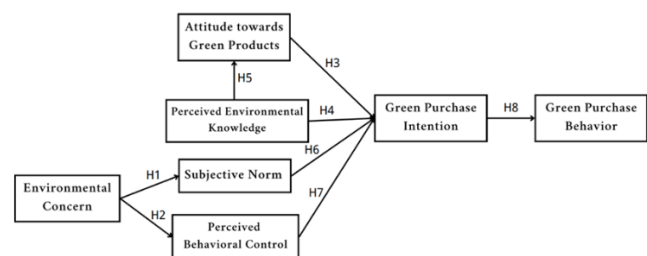 Attitude towards
Green Products
H3
H5
Perceived Environmental
Knowledge
H4
Green Purchase
Intention
H8
Green Purchase
Behavior
H6
H1
Subjective Norm
H7
Environmental
Concern
H2
Perceived
Behavioral Control